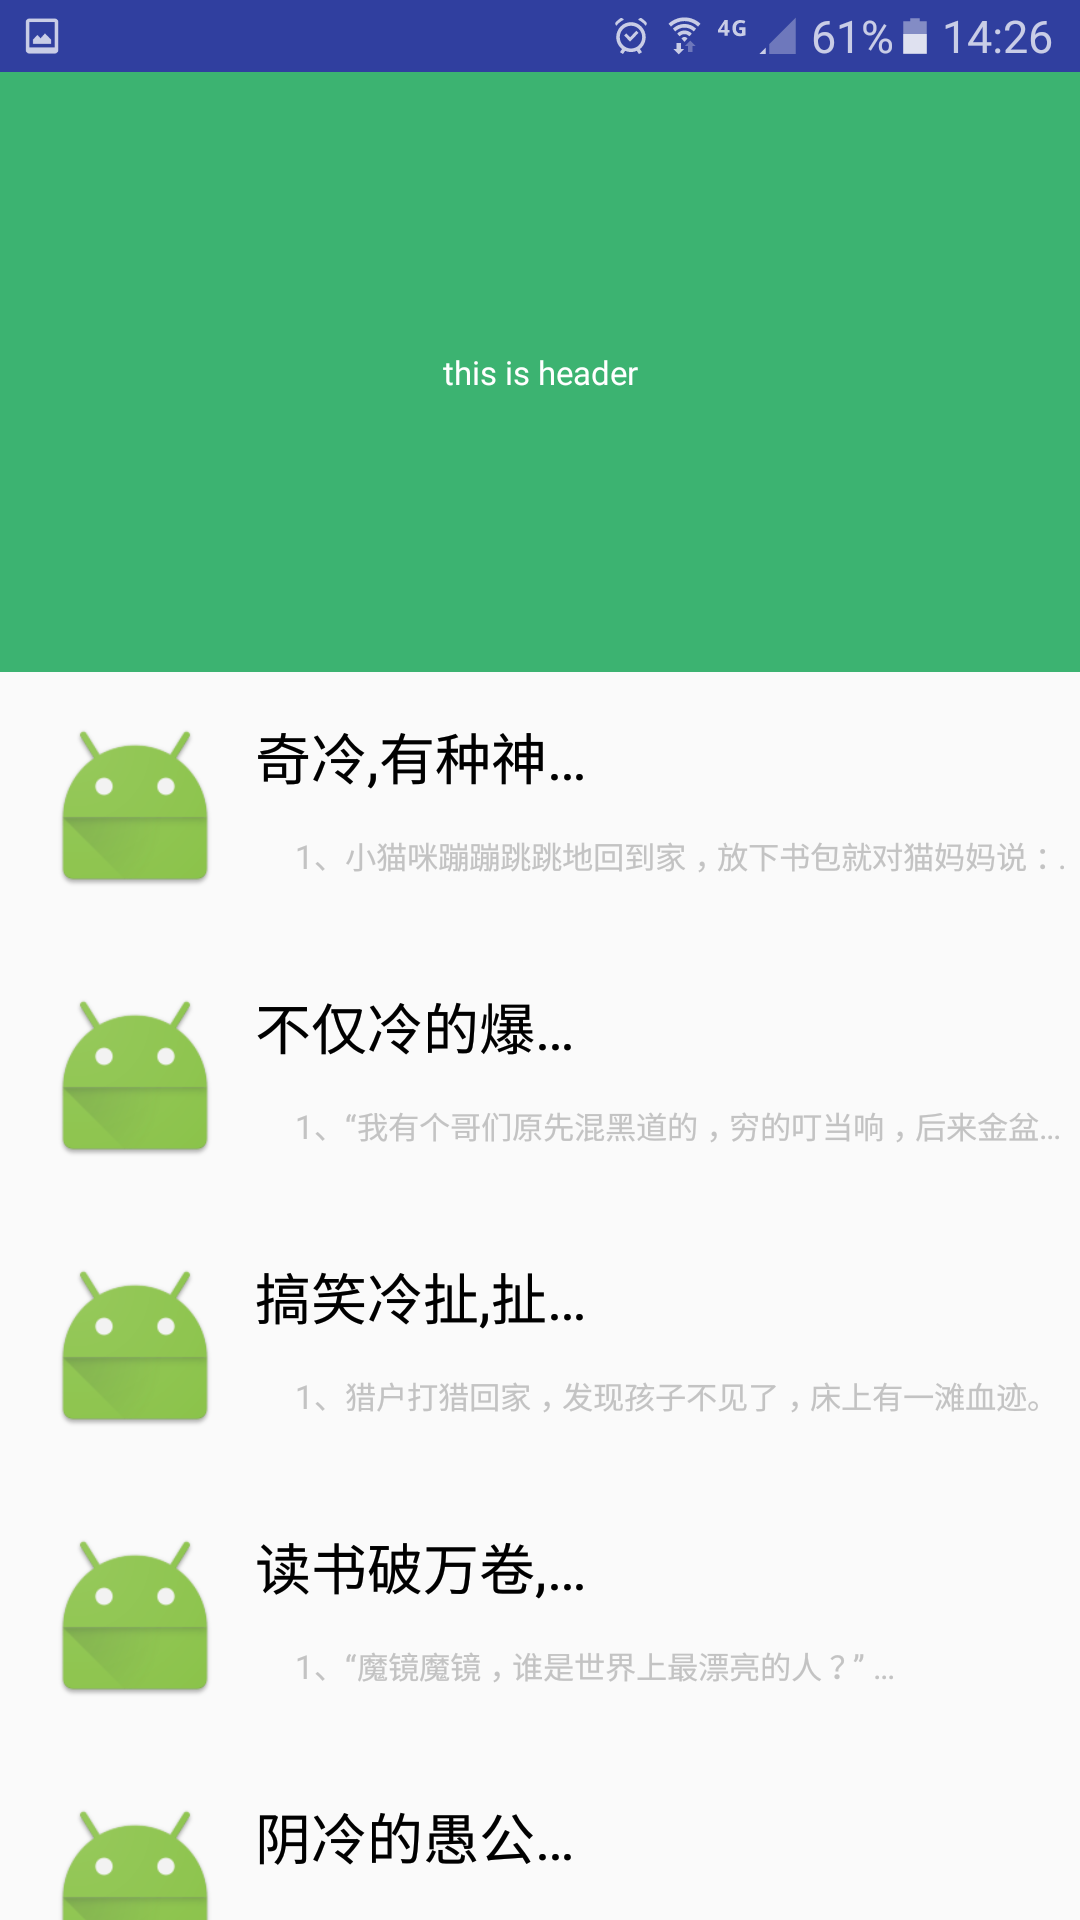 4G 61% 14:26
this is header
奇冷,有种神...
1、小猫咪蹦蹦跳跳地回到家，放下书包就对猫妈妈说：.
不仅冷的爆...
1、“我有个哥们原先混黑道的，穷的叮当响，后来金盆...
搞笑冷扯,扯...
1、猎户打猎回家，发现孩子不见了，床上有一滩血迹。
读书破万卷,...
1、“魔镜魔镜，谁是世界上最漂亮的人？” ...
阴冷的愚公...